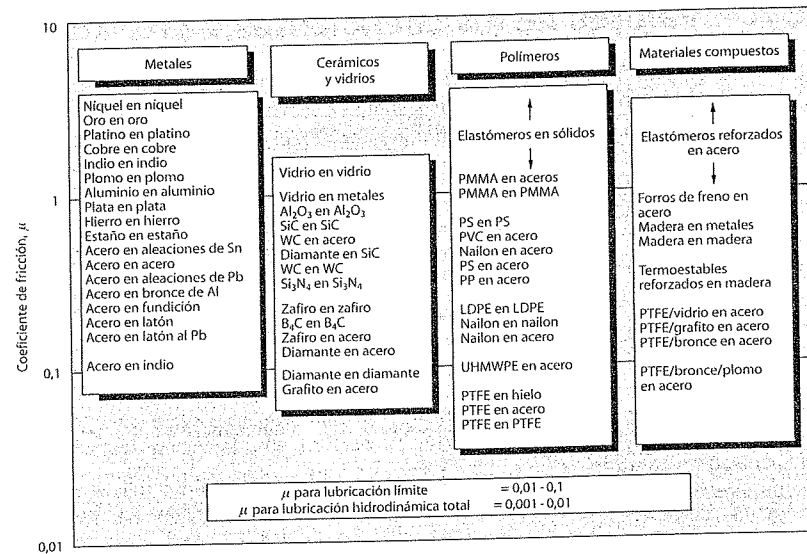 10
Metales
Cerámicos
y vidrios
Polímeros
Materiales compuestos
Níquel en níquel
Oro en oro
Platino en platino
Cobre en cobre
Indio en indio
Plomo en plomo
Aluminio en aluminio
Plata en plata
Hierro en hierro
Estaño en estaño
Acero en aleaciones de Sn
Acero en acero
Acero en aleaciones de Pb
Acero en bronce de Al
Acero en fundición
Acero en latón
Acero en latón al Pb
Acero en indio
Vidrio en vidrio
Vidrio en metales
Al₂O₃ en Al₂O₃
SiC en SiC
WC en acero
Diamante en SiC
WC en WC
Si₃N₄ en Si₃N₄
Zafiro en zafiro
B₄C en B₄C
Zafiro en acero
Diamante en acero
Diamante en diamante
Grafito en acero
Elastómeros en sólidos
PMMA en aceros
PMMA en PMMA
PS en PS
PVC en acero
Nailon en acero
PS en acero
PP en acero
LDPE en LDPE
Nailon en nailon
Nailon en acero
UHMWPE en acero
PTFE en hielo
PTFE en acero
PTFE en PTFE
Elastómeros reforzados
en acero
Forros de freno en
acero
Madera en metales
Madera en madera
Termoestables
reforzados en madera
PTFE/vidrio en acero
PTFE/grafito en acero
PTFE/bronce en acero
PTFE/bronce/plomo
en acero
1
Coeficiente de fricción, μ
0,1
μ para lubricación límite = 0,01 - 0,1
μ para lubricación hidrodinámica total = 0,001 - 0,01
0,01